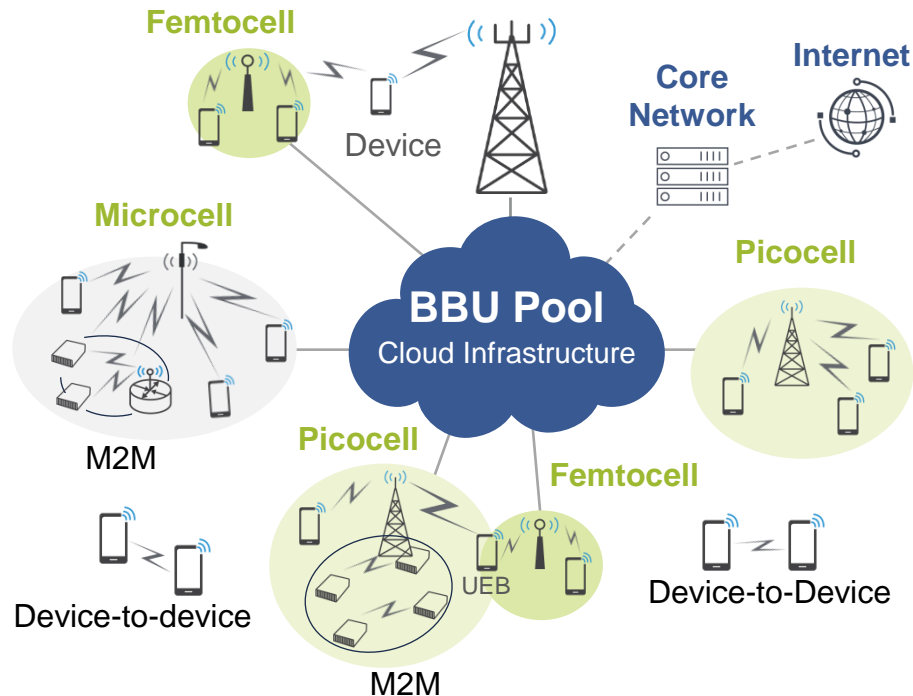 Femtocell
Internet
Core
Network
Device
Microcell
Picocell
BBU Pool
Cloud Infrastructure
Picocell
M2M
Femtocell
UEB
Device-to-device
Device-to-Device
M2M